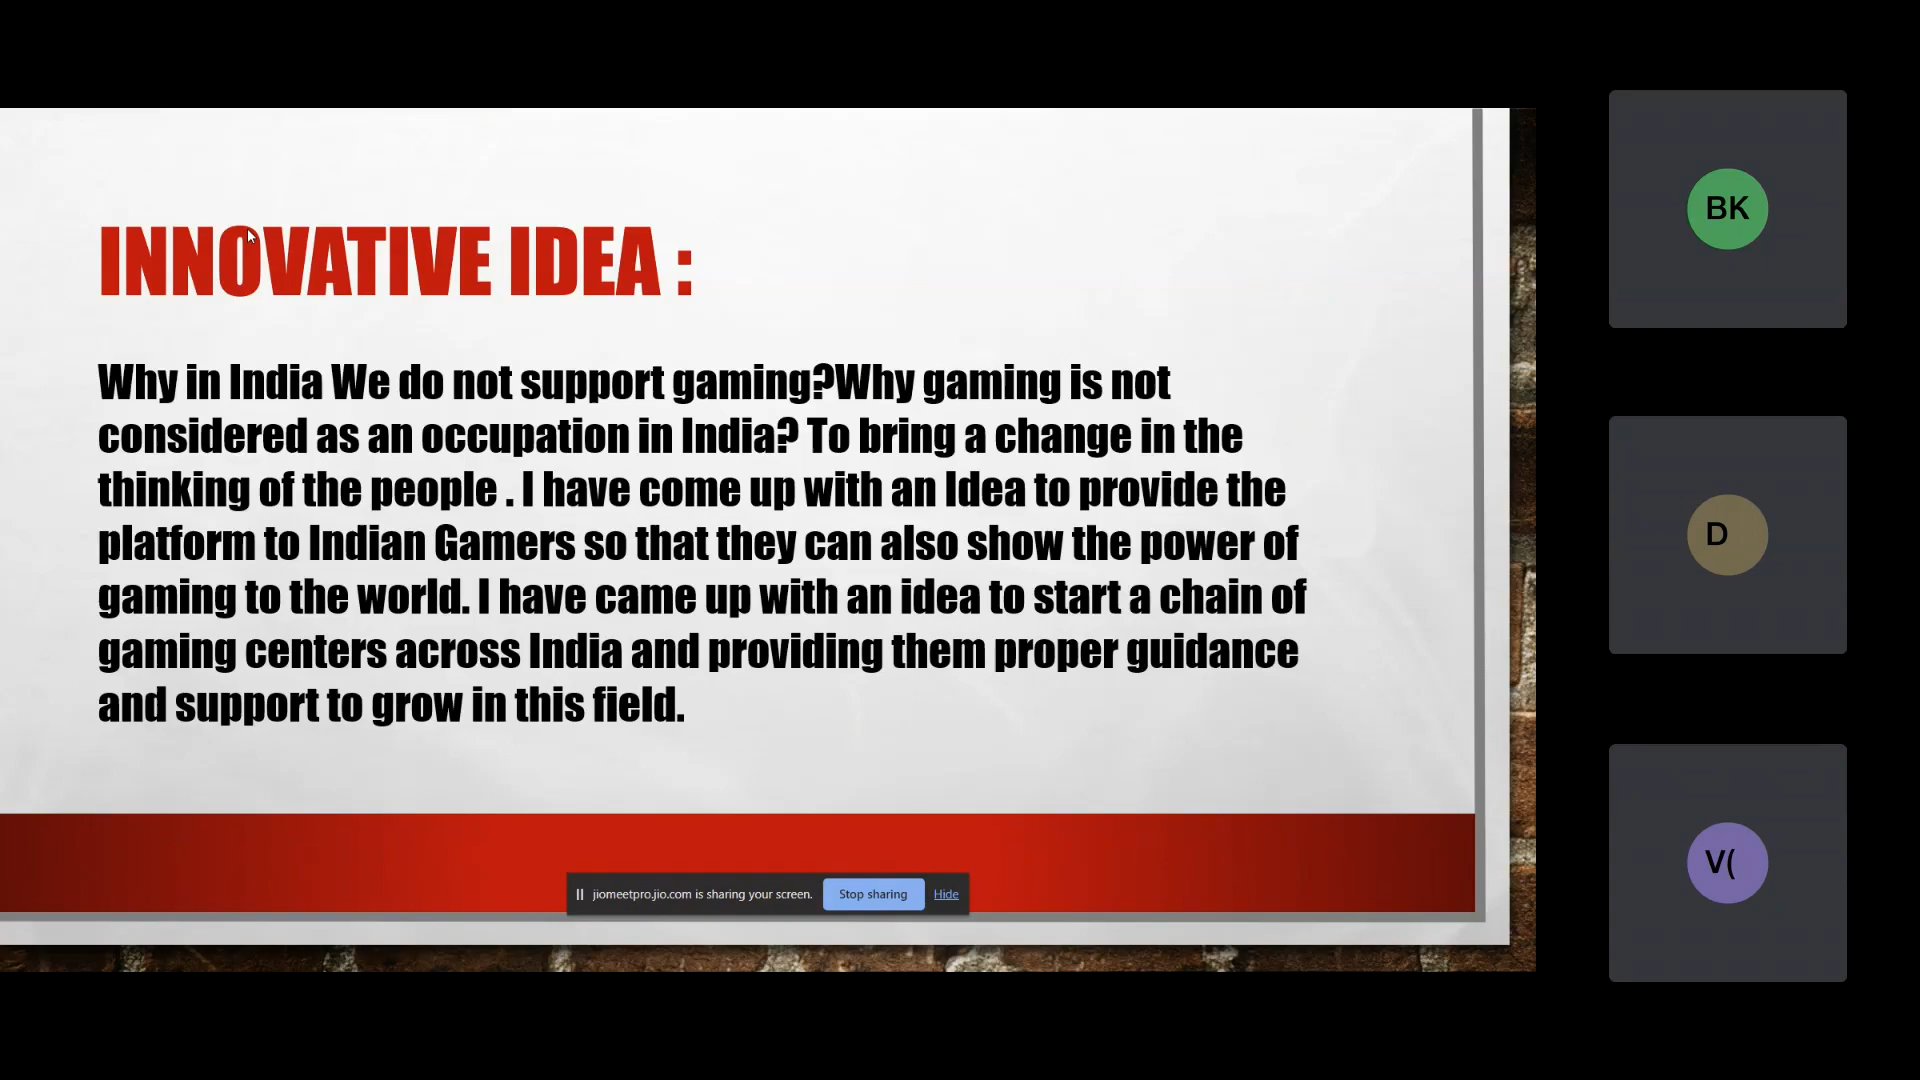 INNOVATIVE IDEA :
Why in India We do not support gaming?Why gaming is not
considered as an occupation in India? To bring a change in the
thinking of the people . I have come up with an Idea to provide the
platform to Indian Gamers so that they can also show the power of
gaming to the world. I have came up with an idea to start a chain of
gaming centers across India and providing them proper guidance
and support to grow in this field.
jiomeetpro.jio.com is sharing your screen. Stop sharing Hide
BK
D
V(